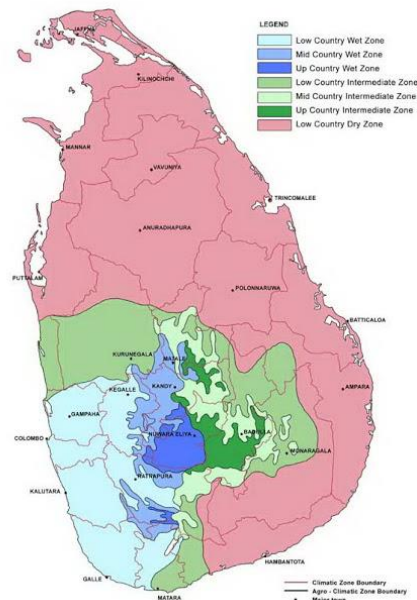 LEGEND
Low Country Wet Zone
Mid Country Wet Zone
Up Country Wet Zone
Low Country Intermediate Zone
Mid Country Intermediate Zone
Up Country Intermediate Zone
Low Country Dry Zone
JAFFNA
KILINOCHCHI
MANNAR
VAVUNIYA
TRINCOMALEE
ANURADHAPURA
PUTTALAM
POLONNARUWA
BATTICALOA
KURUNEGALA
MATALE
KANDY
AMPARA
KEGALLE
GAMPAHA
COLOMBO
NUWARA ELIYA
BADULLA
MONARAGALA
RATNAPURA
KALUTARA
HAMBANTOTA
GALLE
MATARA
Climatic Zone Boundary
Agro - Climatic Zone Boundary
Major town